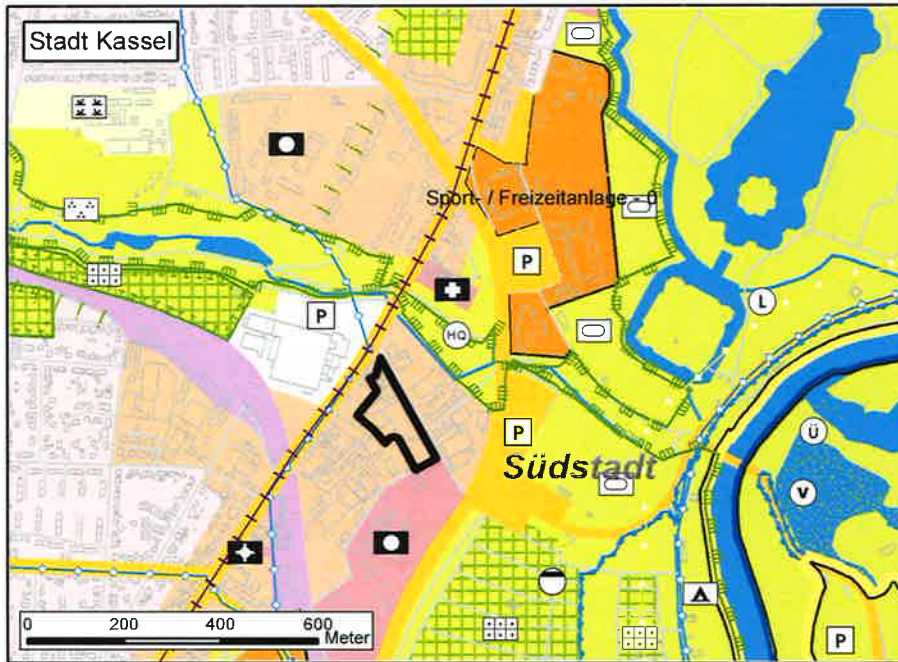 Stadt Kassel
Sport- / Freizeitanlage - 0
P
P
L
HQ
P
Südstadt
Ü
V
P
0 200 400 600
Meter